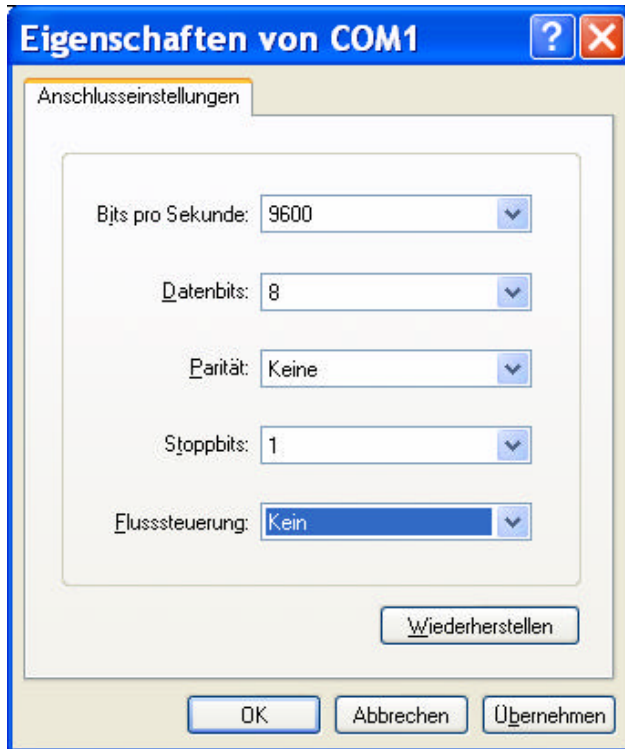 Eigenschaften von COM1
Anschlusseinstellungen
Bits pro Sekunde: 9600
Datenbits: 8
Parität: Keine
Stoppbits: 1
Flusssteuerung: Kein
Wiederherstellen
OK Abbrechen Übernehmen